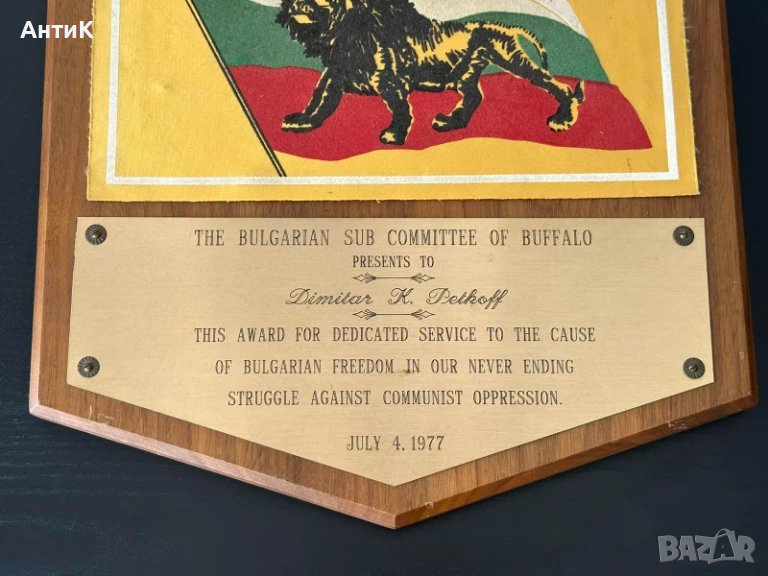 АнтиК
THE BULGARIAN SUB COMMITTEE OF BUFFALO
PRESENTS TO
Dimitar K. Petkoff
THIS AWARD FOR DEDICATED SERVICE TO THE CAUSE
OF BULGARIAN FREEDOM IN OUR NEVER ENDING
STRUGGLE AGAINST COMMUNIST OPPRESSION.
JULY 4, 1977
BAZAR